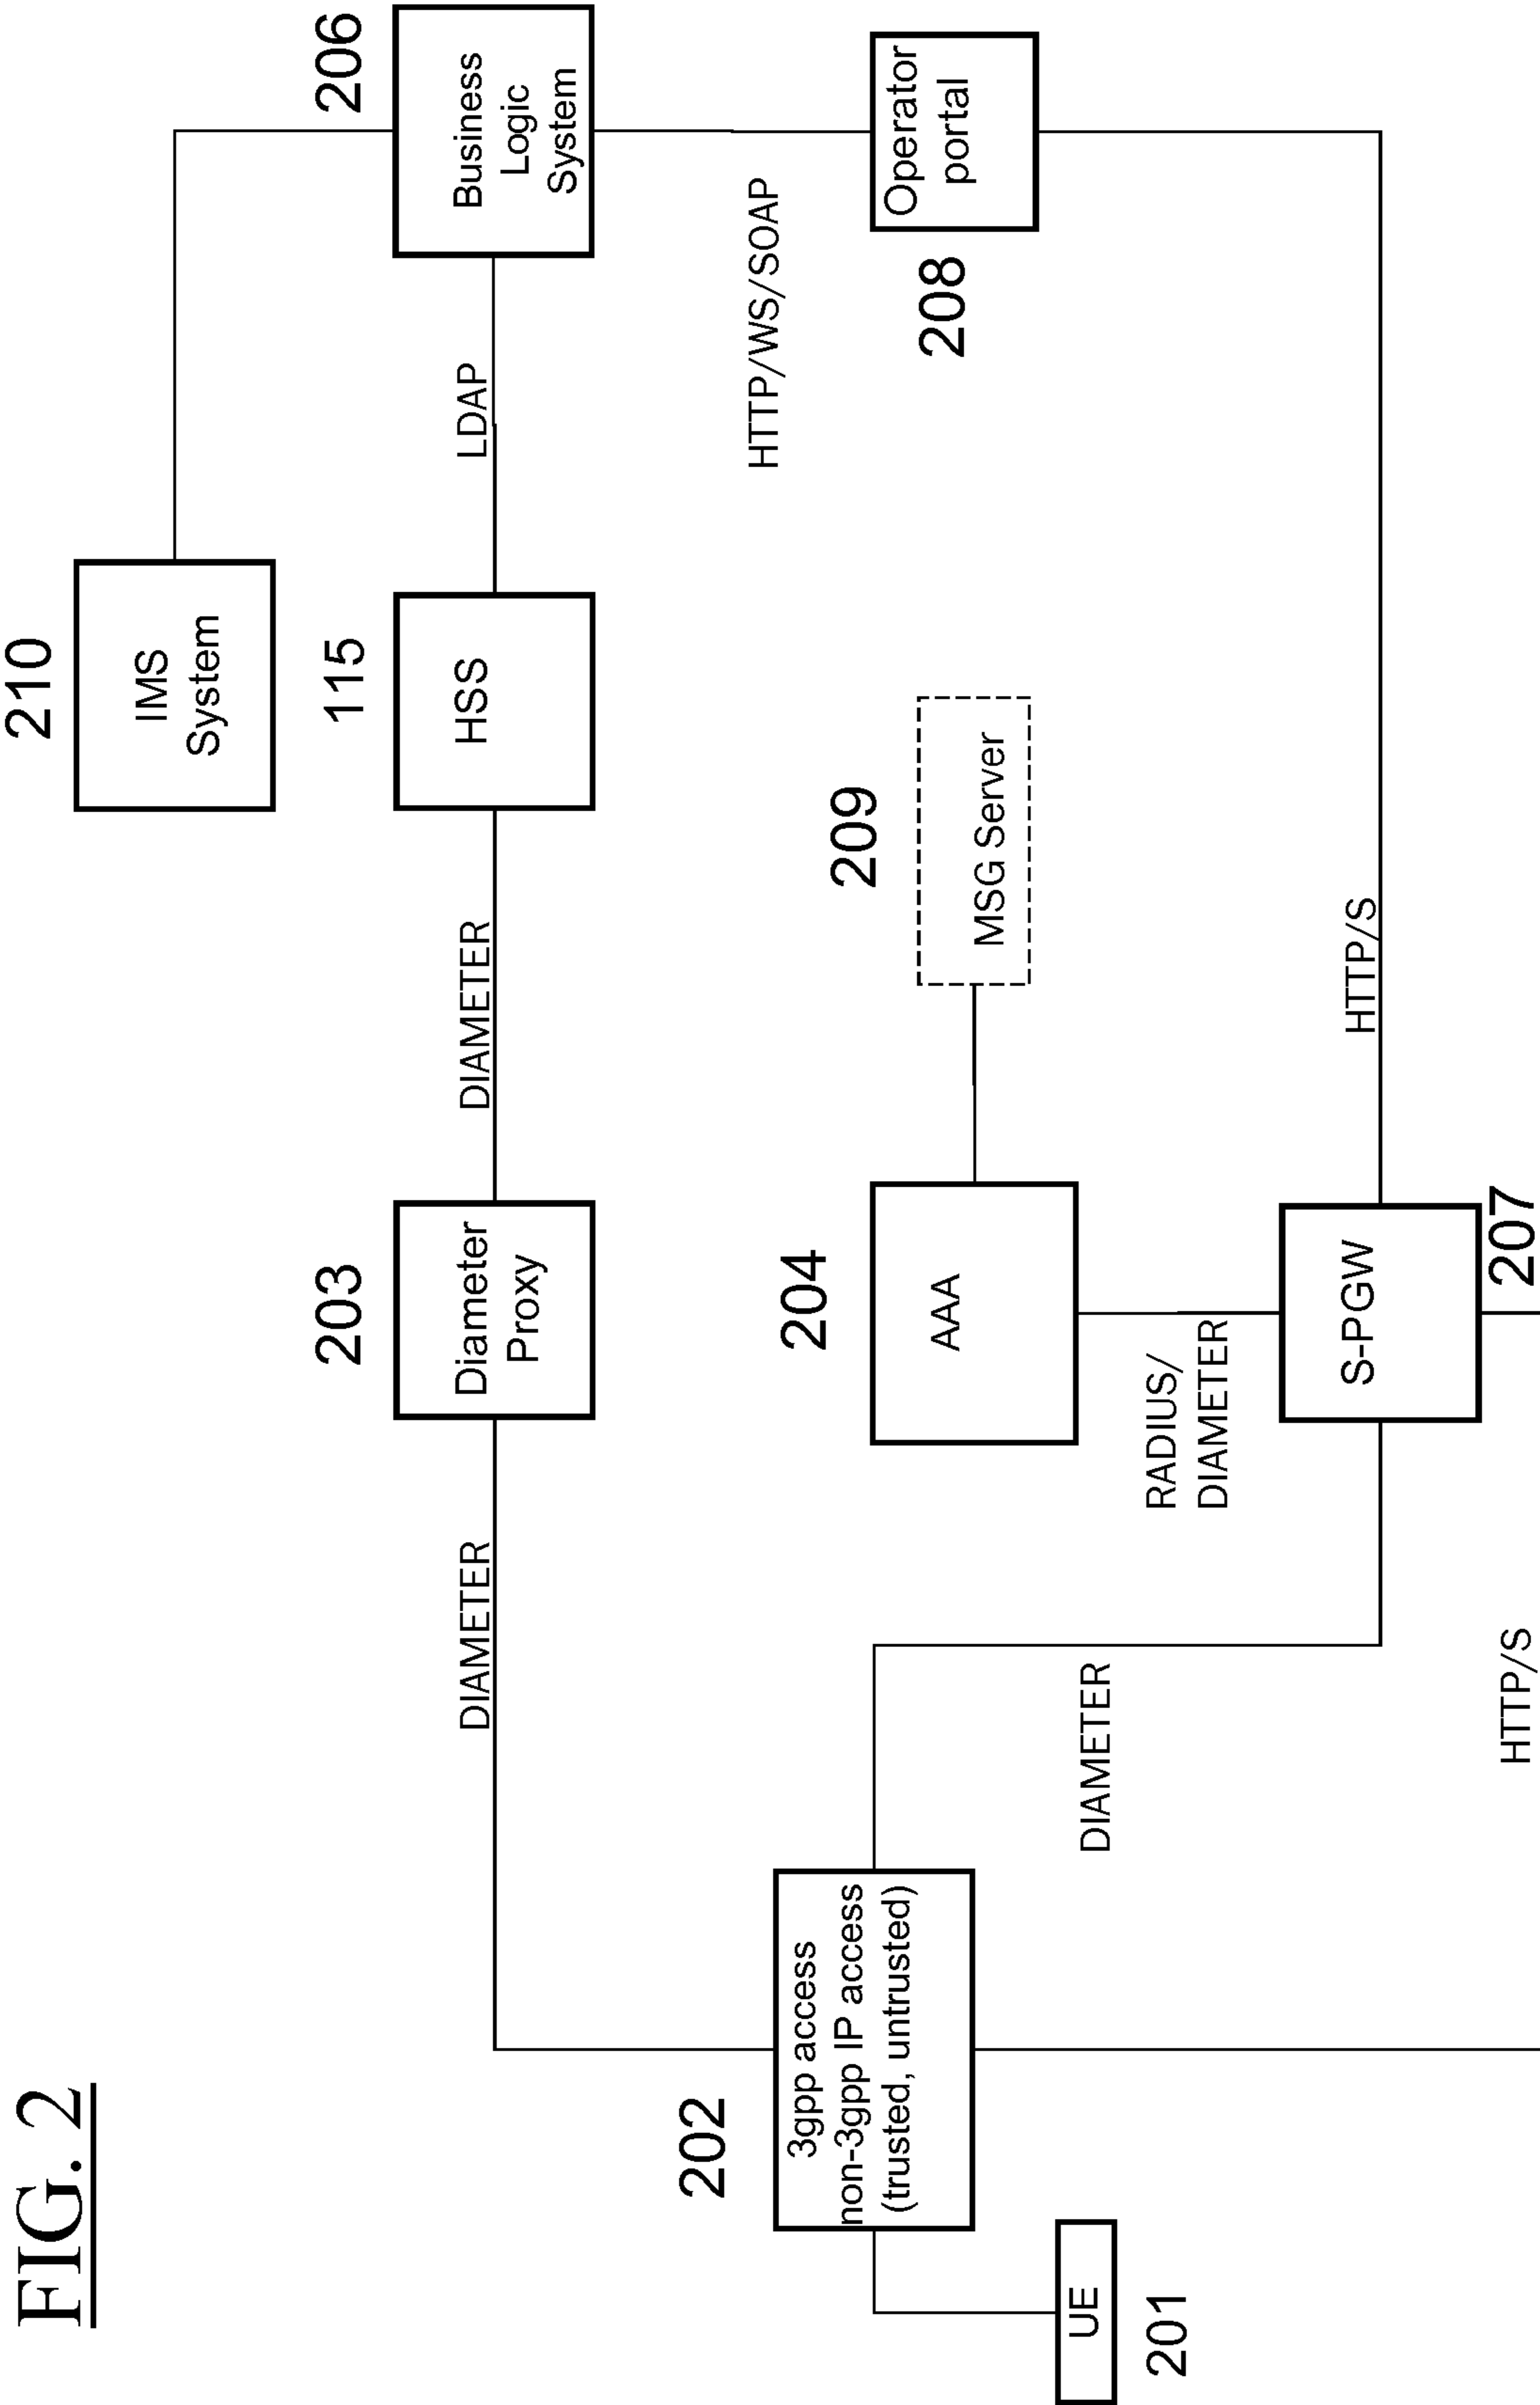 FIG. 2
210
IMS
System
206
Business
Logic
System
115
HSS
LDAP
203
Diameter
Proxy
DIAMETER
DIAMETER
HTTP/WS/SOAP
Operator
portal
208
209
MSG Server
204
AAA
202
3gpp access
non-3gpp IP access
(trusted, untrusted)
RADIUS/
DIAMETER
DIAMETER
UE
201
S-PGW
207
HTTP/S
HTTP/S